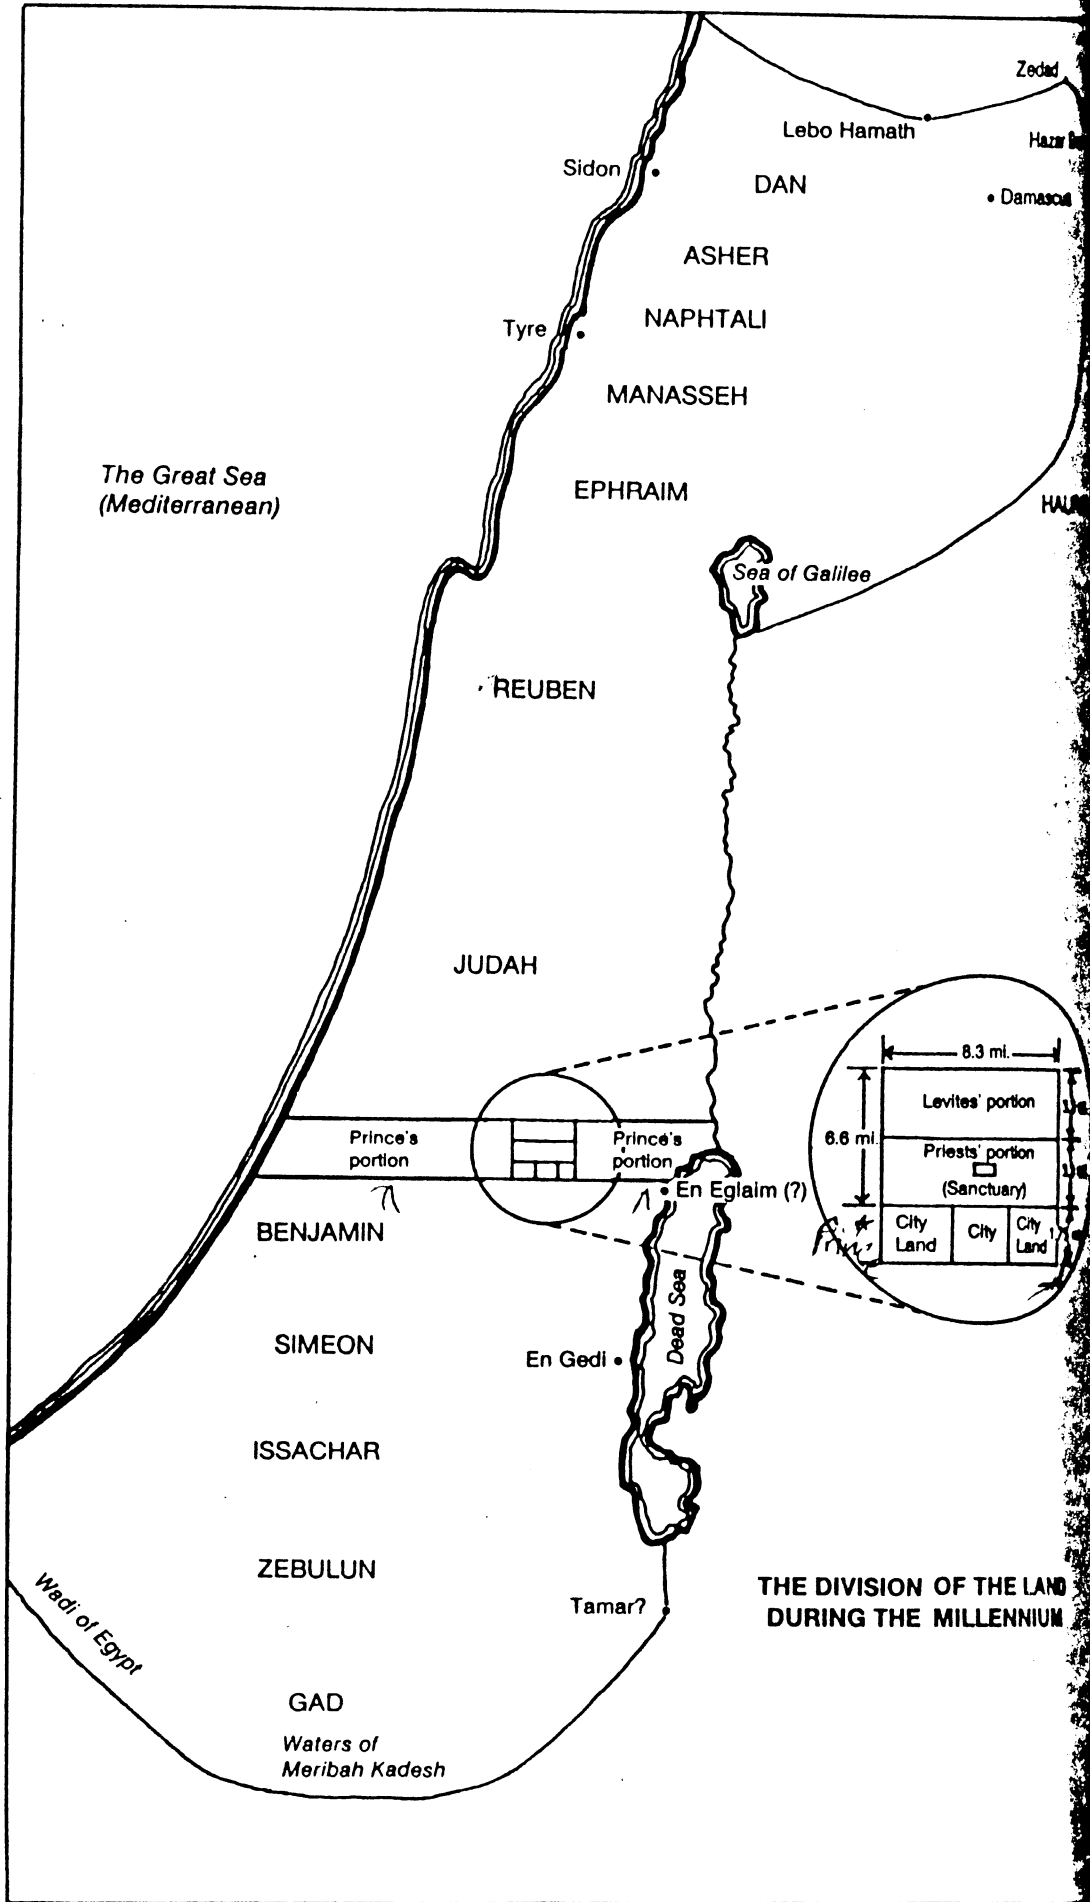 Zedad
Lebo Hamath
Hazar
Sidon
DAN
Damascus
ASHER
NAPHTALI
Tyre
MANASSEH
The Great Sea
(Mediterranean)
EPHRAIM
Sea of Galilee
REUBEN
JUDAH
8.3 mi.
Levites' portion
6.6 mi.
Priests' portion
(Sanctuary)
City
Land
City
City
Land
Prince's
portion
Prince's
portion
En Eglaim (?)
BENJAMIN
SIMEON
En Gedi
Dead Sea
ISSACHAR
ZEBULUN
THE DIVISION OF THE LAND
DURING THE MILLENNIUM
Tamar?
Wadi of Egypt
GAD
Waters of
Meribah Kadesh